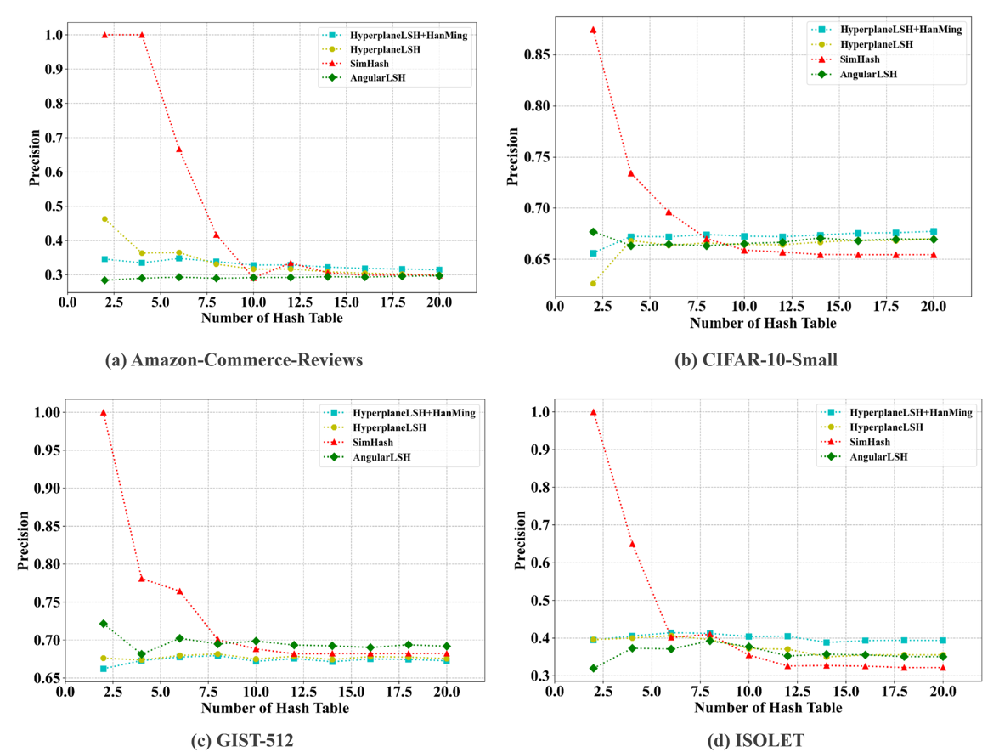 1.0
0.9
0.8
0.7
0.6
0.5
0.4
0.3
Precision
HyperplaneLSH+HanMing
HyperplaneLSH
SimHash
AngularLSH
0.0 2.5 5.0 7.5 10.0 12.5 15.0 17.5 20.0
Number of Hash Table
(a) Amazon-Commerce-Reviews
0.85
0.80
0.75
0.70
0.65
Precision
HyperplaneLSH+HanMing
HyperplaneLSH
SimHash
AngularLSH
0.0 2.5 5.0 7.5 10.0 12.5 15.0 17.5 20.0
Number of Hash Table
(b) CIFAR-10-Small
1.00
0.95
0.90
0.85
0.80
0.75
0.70
0.65
Precision
HyperplaneLSH+HanMing
HyperplaneLSH
SimHash
AngularLSH
0.0 2.5 5.0 7.5 10.0 12.5 15.0 17.5 20.0
Number of Hash Table
(c) GIST-512
1.0
0.9
0.8
0.7
0.6
0.5
0.4
0.3
Precision
HyperplaneLSH+HanMing
HyperplaneLSH
SimHash
AngularLSH
0.0 2.5 5.0 7.5 10.0 12.5 15.0 17.5 20.0
Number of Hash Table
(d) ISOLET